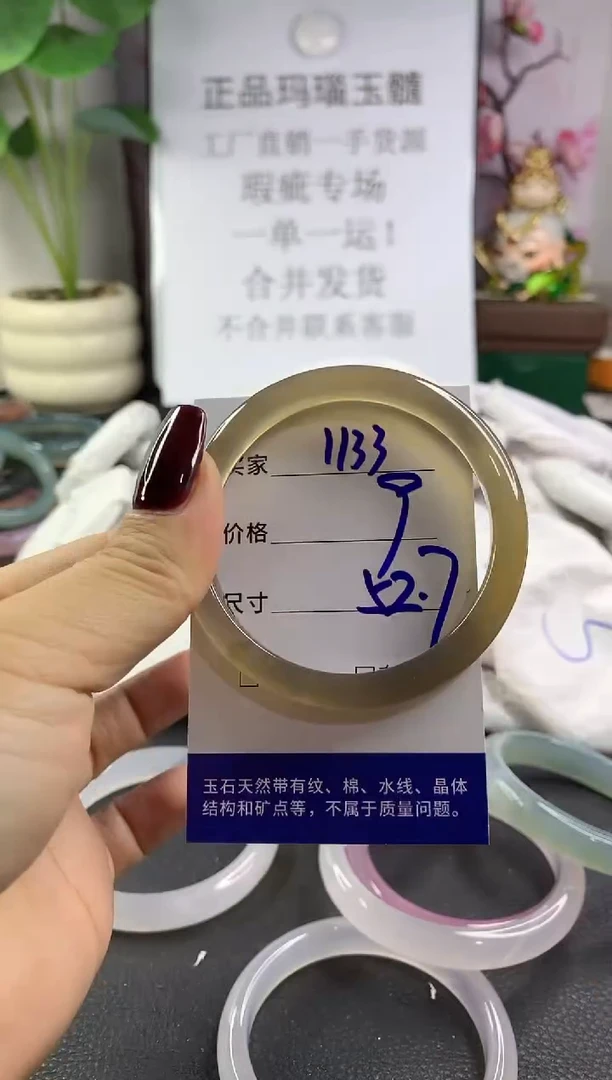 正品玛瑙玉髓
工厂直销一手货源
瑕疵专场
一单一运！
合并发货
不合并联系客服
买家 1133
价格 9
尺寸 52.7
玉石天然带有纹、棉、水线、晶体
结构和矿点等，不属于质量问题。